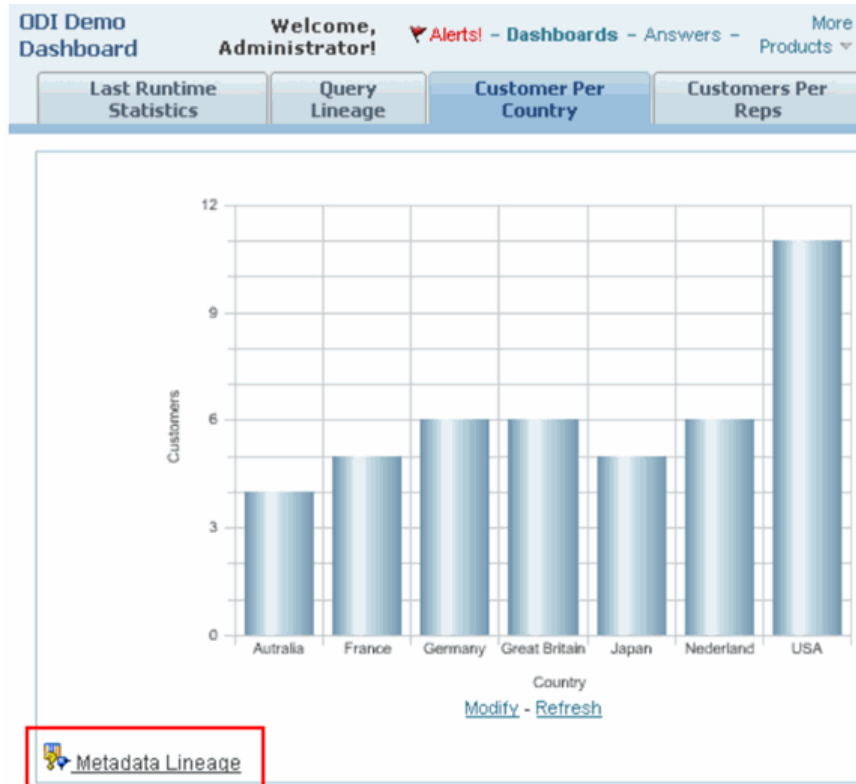 ODI Demo Dashboard
Welcome, Administrator!
Alerts! - Dashboards - Answers - More Products
Last Runtime Statistics
Query Lineage
Customer Per Country
Customers Per Reps
12
9
6
3
0
Customers
Autralia France Germany Great Britain Japan Nederland USA
Country
Modify - Refresh
Metadata Lineage